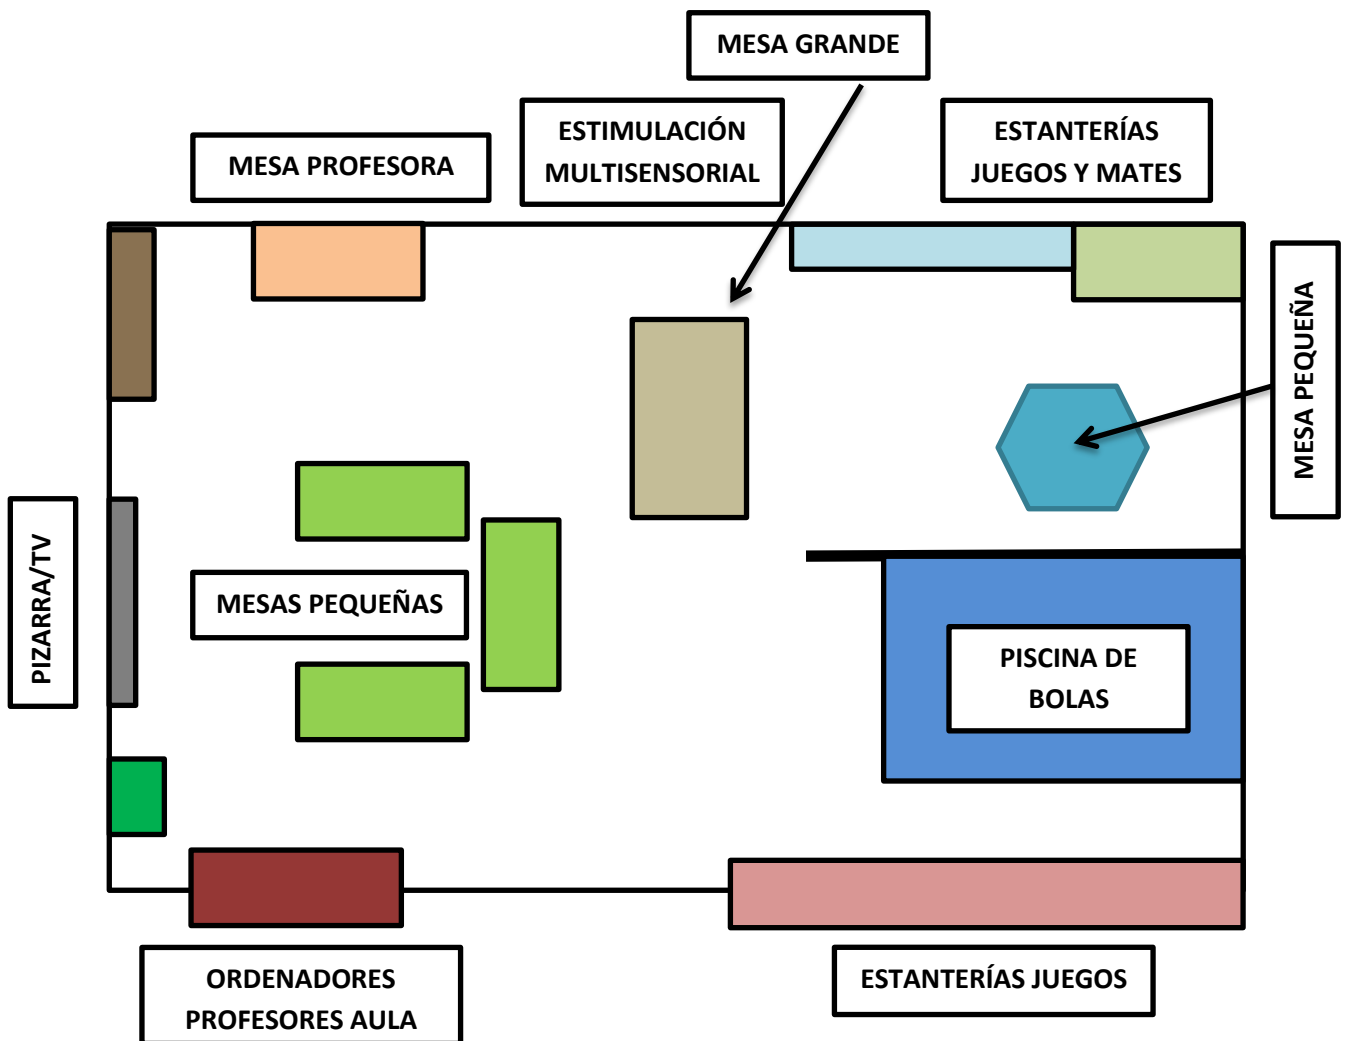 MESA GRANDE
ESTIMULACIÓN
MULTISENSORIAL
ESTANTERÍAS
JUEGOS Y MATES
MESA PROFESORA
MESA PEQUEÑA
PIZARRA/TV
MESAS PEQUEÑAS
PISCINA DE
BOLAS
ORDENADORES
PROFESORES AULA
ESTANTERÍAS JUEGOS